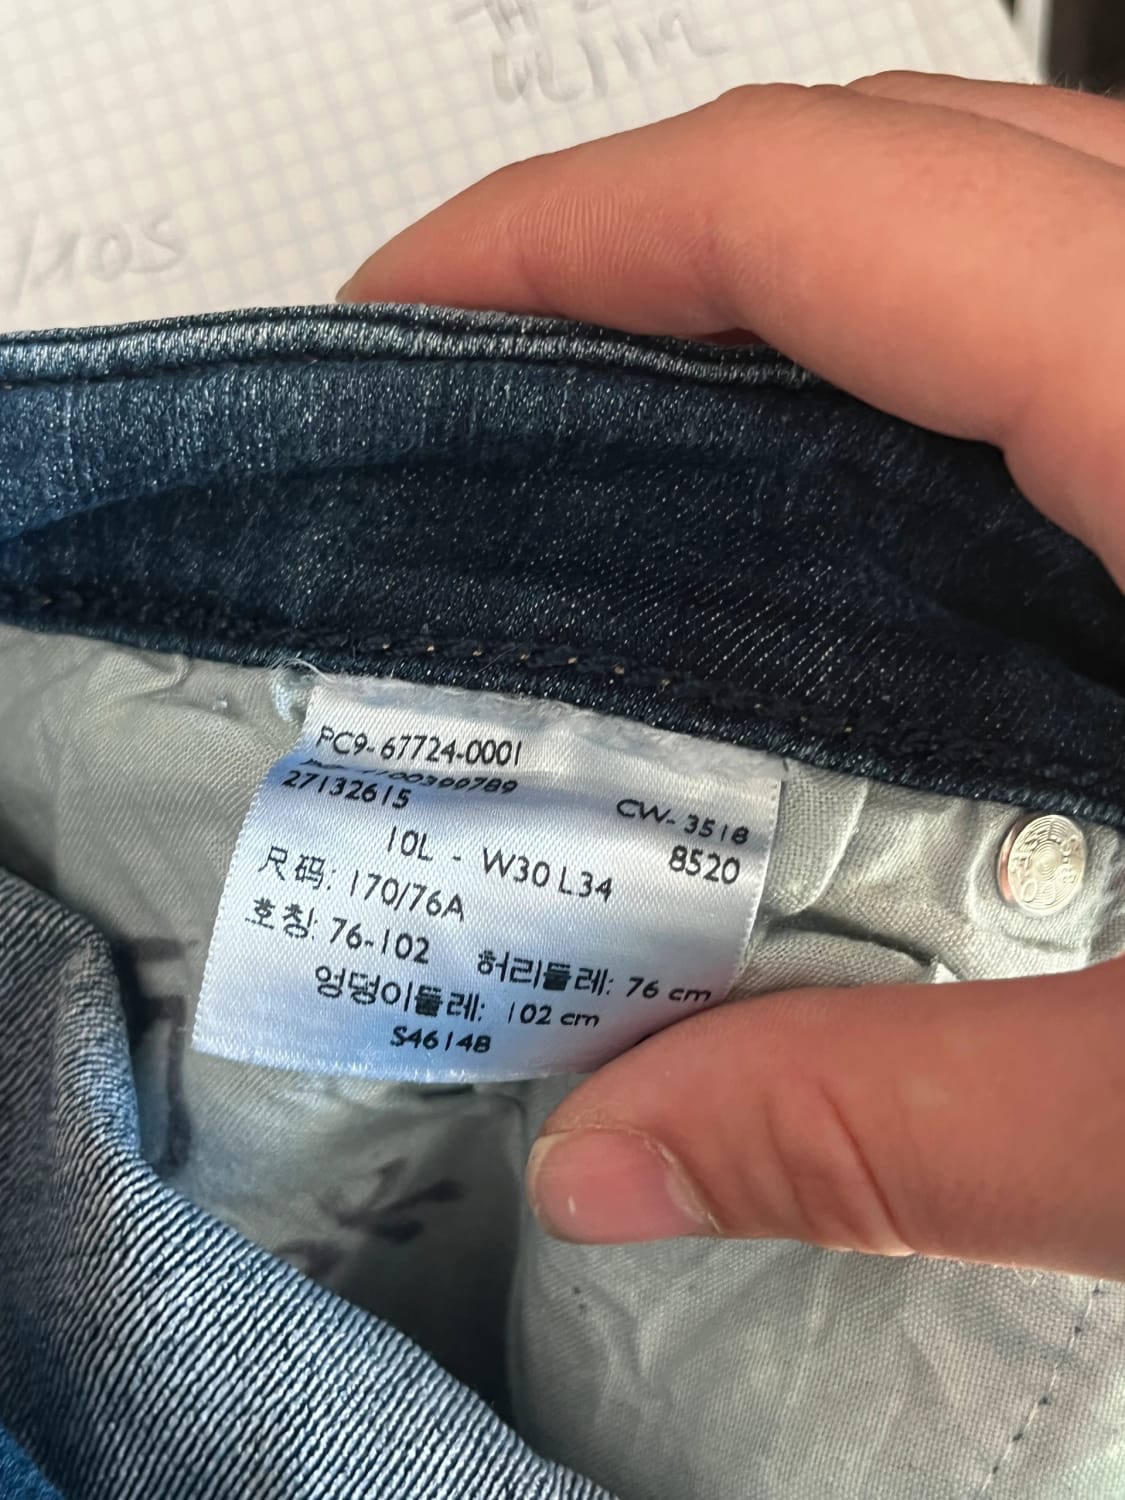 /105
PC9-67724-0001
27132615
CW-3518
8520
10L - W30 L34
尺码: 170/76A
호칭: 76-102
허리둘레: 76 cm
엉덩이둘레: 102 cm
S46148